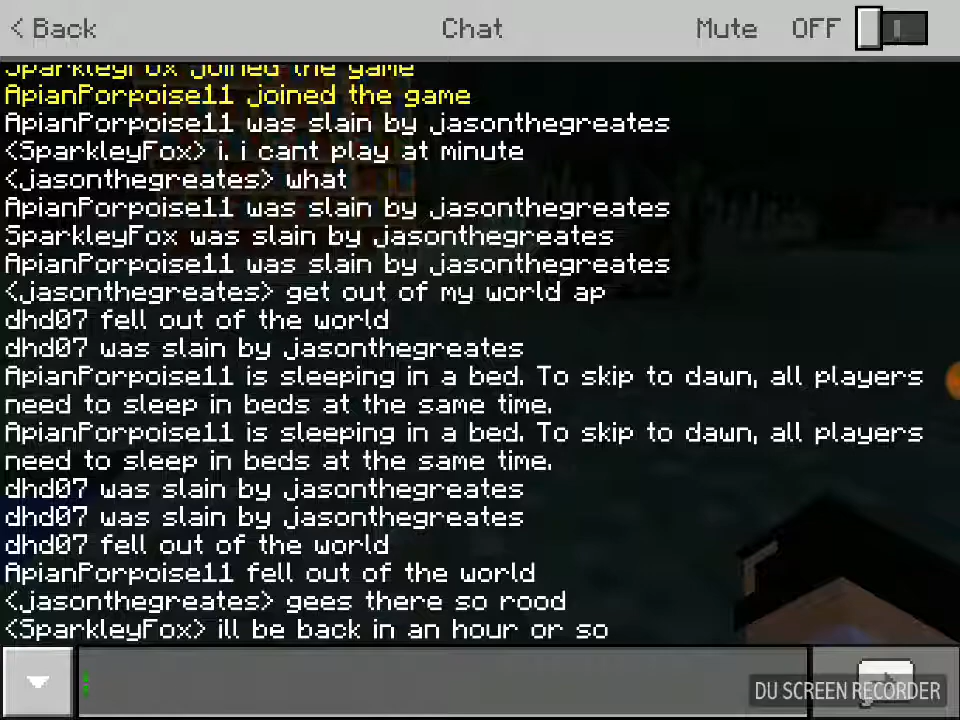 < Back
Chat
Mute OFF
SparkleyFox joined the game
ApianPorpoise11 joined the game
ApianPorpoise11 was slain by jasonthegreates
<SparkleyFox> i. i cant play at minute
<jasonthegreates> what
ApianPorpoise11 was slain by jasonthegreates
SparkleyFox was slain by jasonthegreates
ApianPorpoise11 was slain by jasonthegreates
<jasonthegreates> get out of my world ap
dhd07 fell out of the world
dhd07 was slain by jasonthegreates
ApianPorpoise11 is sleeping in a bed. To skip to dawn, all players
need to sleep in beds at the same time.
ApianPorpoise11 is sleeping in a bed. To skip to dawn, all players
need to sleep in beds at the same time.
dhd07 was slain by jasonthegreates
dhd07 was slain by jasonthegreates
dhd07 fell out of the world
ApianPorpoise11 fell out of the world
<jasonthegreates> gees there so rood
<SparkleyFox> ill be back in an hour or so
DU SCREEN RECORDER